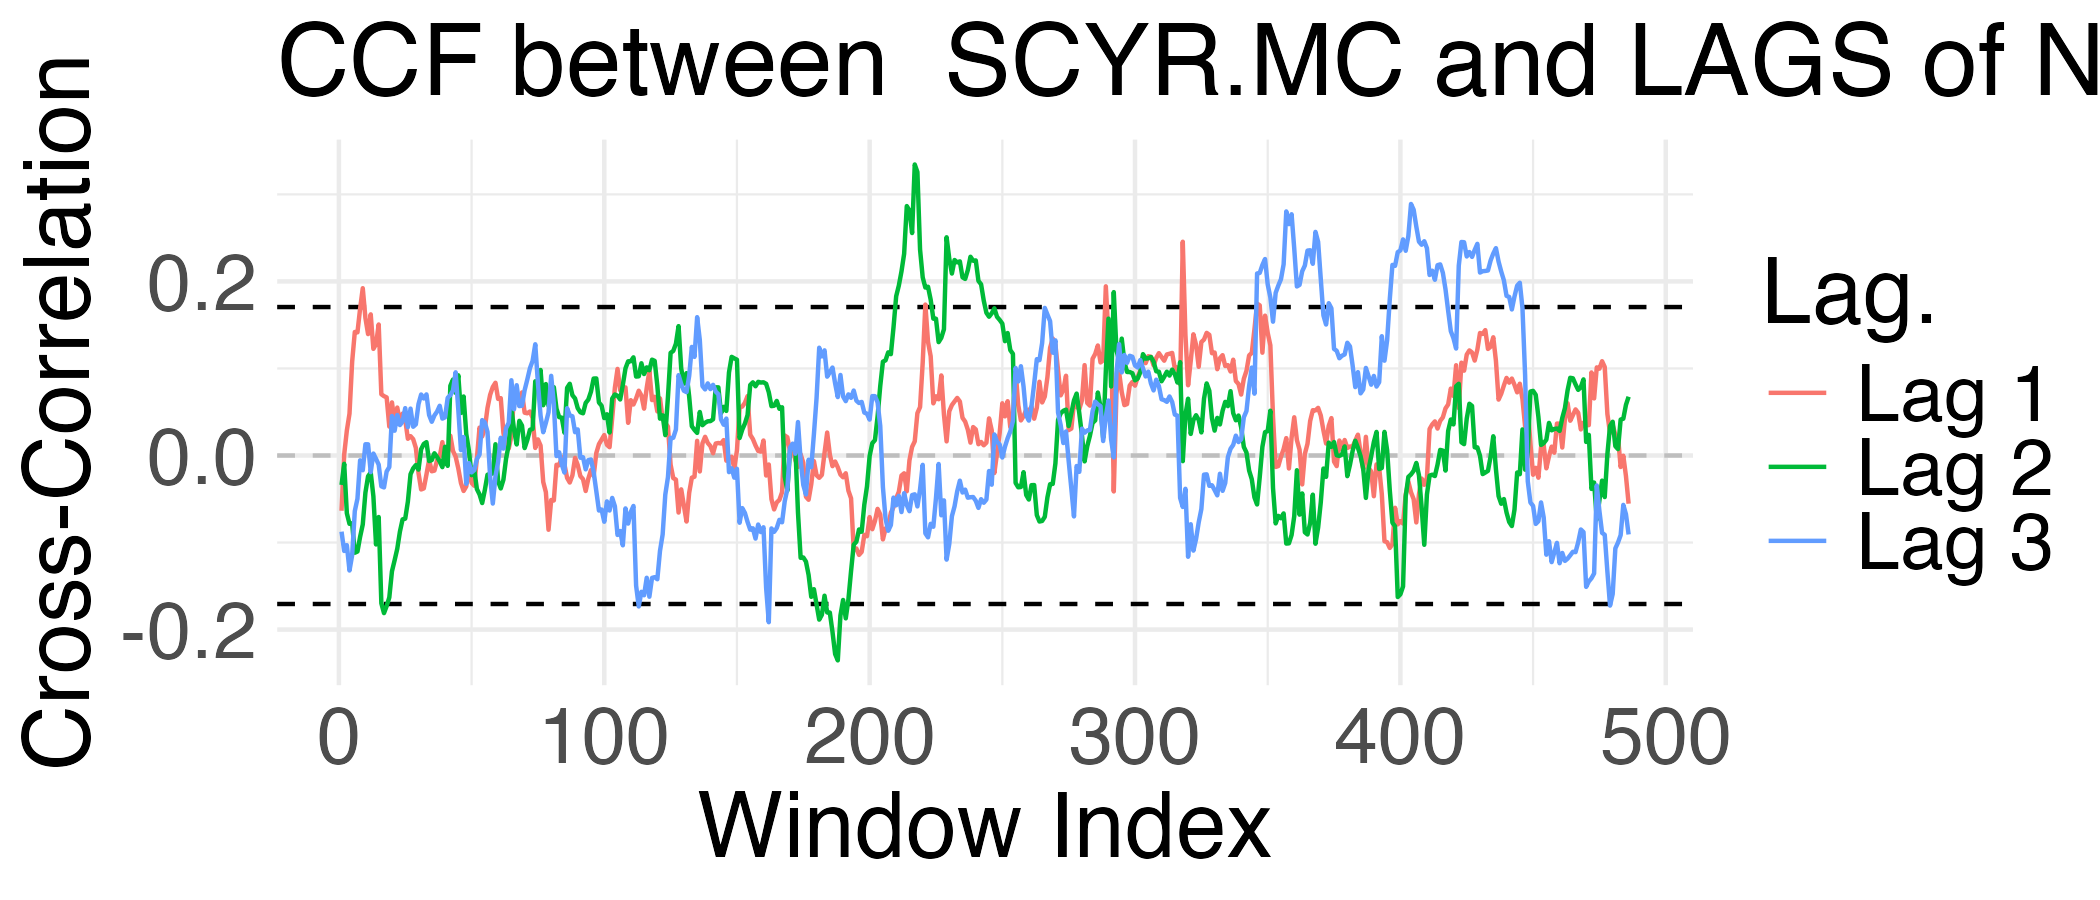 CCF between SCYR.MC and LAGS of N
Cross-Correlation
0.2
0.0
-0.2
0
100
200
300
400
500
Window Index
Lag.
Lag 1
Lag 2
Lag 3